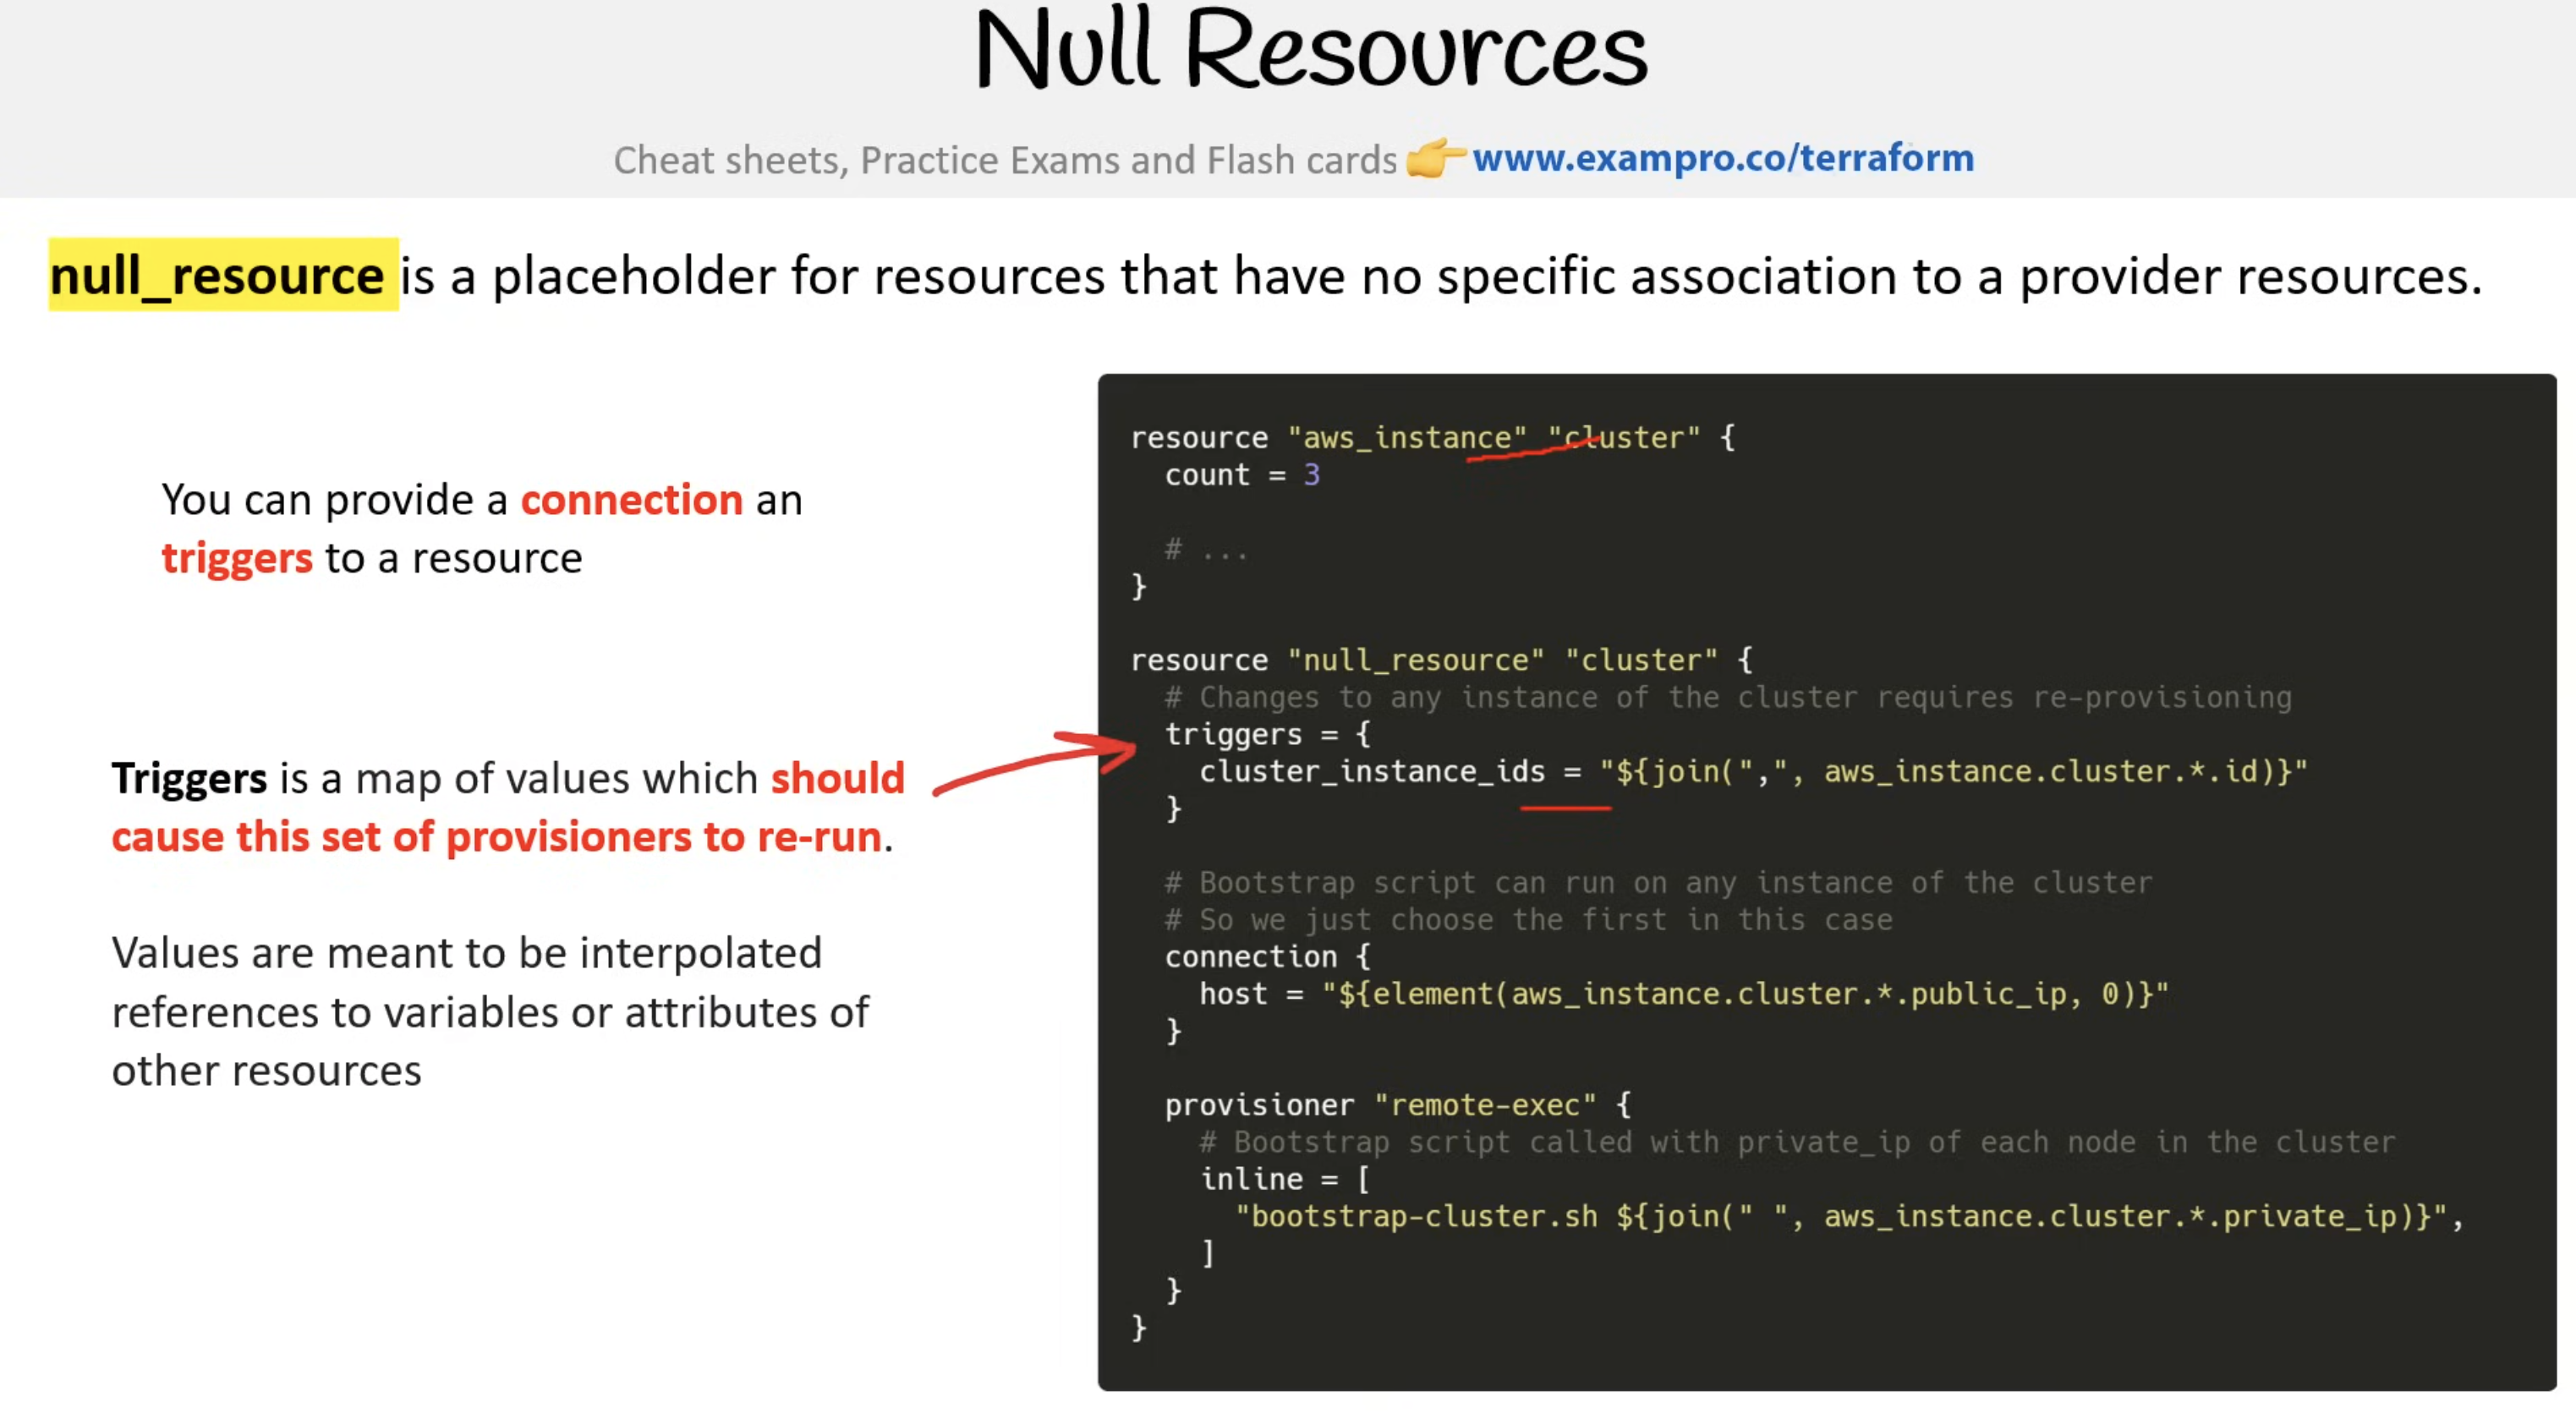 Null Resources
Cheat sheets, Practice Exams and Flash cards 👉 www.exampro.co/terraform
null_resource is a placeholder for resources that have no specific association to a provider resources.
You can provide a connection an
triggers to a resource
Triggers is a map of values which should
cause this set of provisioners to re-run.
Values are meant to be interpolated
references to variables or attributes of
other resources
resource "aws_instance" "cluster" {
  count = 3
  # ...
}
resource "null_resource" "cluster" {
  # Changes to any instance of the cluster requires re-provisioning
  triggers = {
    cluster_instance_ids = "${join(",", aws_instance.cluster.*.id)}"
  }
  # Bootstrap script can run on any instance of the cluster
  # So we just choose the first in this case
  connection {
    host = "${element(aws_instance.cluster.*.public_ip, 0)}"
  }
  provisioner "remote-exec" {
    # Bootstrap script called with private_ip of each node in the cluster
    inline = [
      "bootstrap-cluster.sh ${join(" ", aws_instance.cluster.*.private_ip)}",
    ]
  }
}